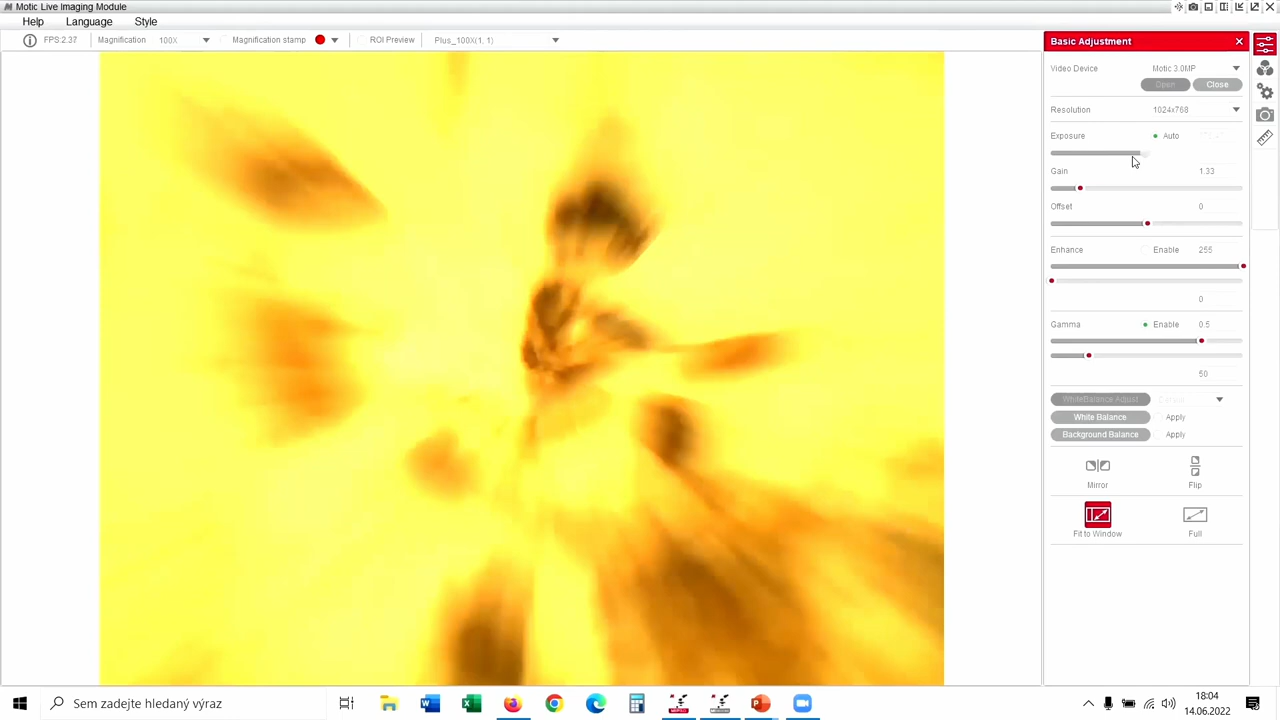 Motic Live Imaging Module
Help Language Style
FPS:2.37 Magnification 100X Magnification stamp ROI Preview Plus_100X(1, 1)
Basic Adjustment
Video Device Motic 3.0MP
Open Close
Resolution 1024x768
Exposure Auto
Gain 1.33
Offset 0
Enhance Enable 255
0
Gamma Enable 0.5
50
WhiteBalance Adjust
White Balance Apply
Background Balance Apply
Mirror Flip
Fit to Window Full
Sem zadejte hledaný výraz
18:04
14.06.2022